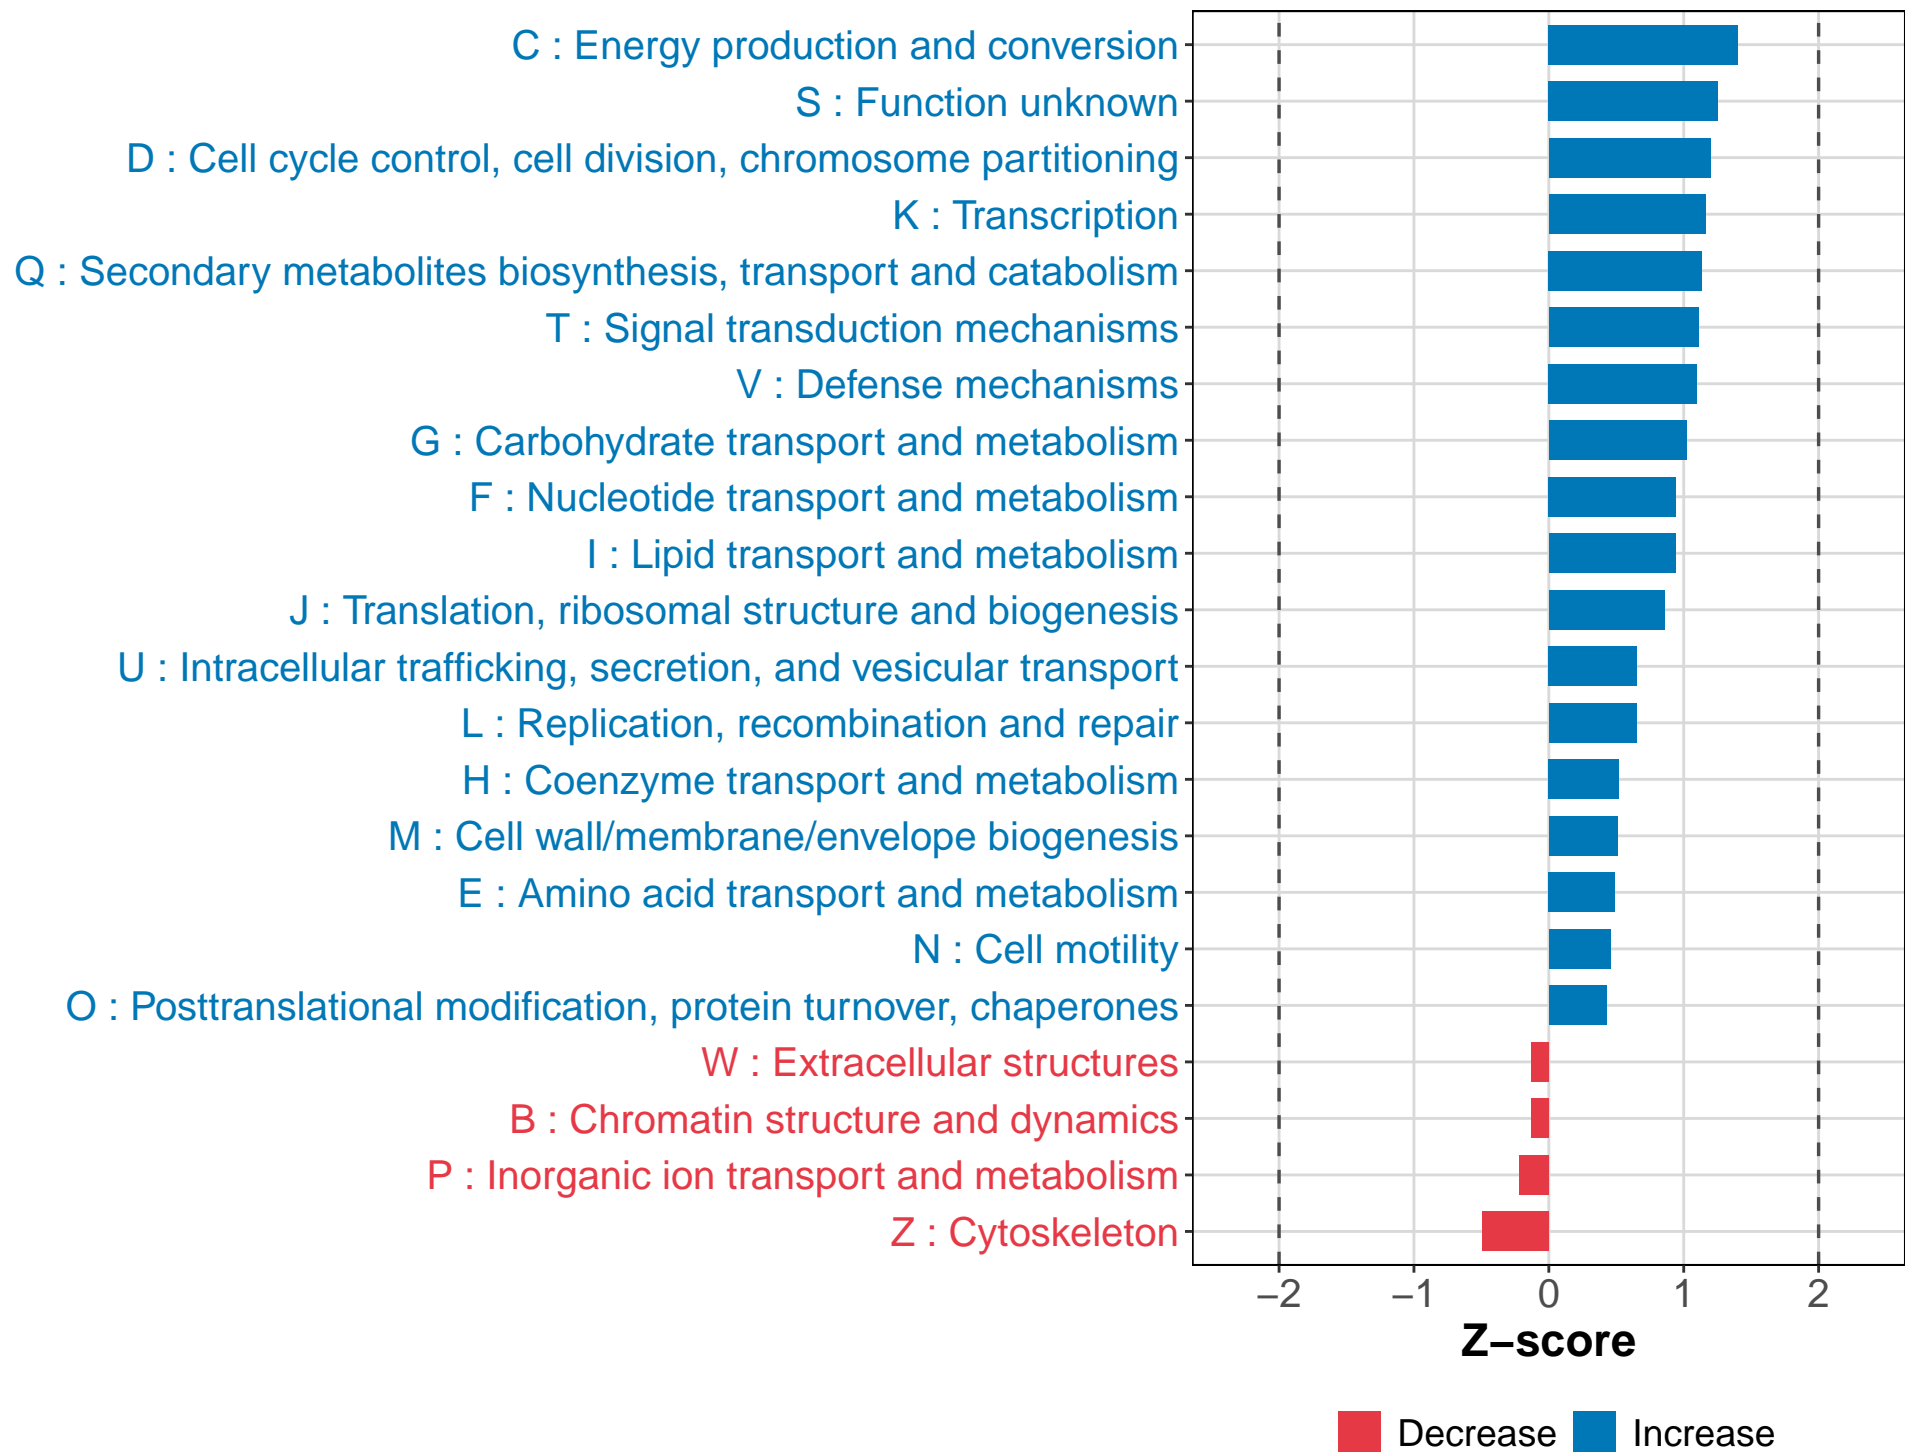 C : Energy production and conversion
S : Function unknown
D : Cell cycle control, cell division, chromosome partitioning
K : Transcription
Q : Secondary metabolites biosynthesis, transport and catabolism
T : Signal transduction mechanisms
V : Defense mechanisms
G : Carbohydrate transport and metabolism
F : Nucleotide transport and metabolism
I : Lipid transport and metabolism
J : Translation, ribosomal structure and biogenesis
U : Intracellular trafficking, secretion, and vesicular transport
L : Replication, recombination and repair
H : Coenzyme transport and metabolism
M : Cell wall/membrane/envelope biogenesis
E : Amino acid transport and metabolism
N : Cell motility
O : Posttranslational modification, protein turnover, chaperones
W : Extracellular structures
B : Chromatin structure and dynamics
P : Inorganic ion transport and metabolism
Z : Cytoskeleton
−2 −1 0 1 2
Z−score
Decrease Increase